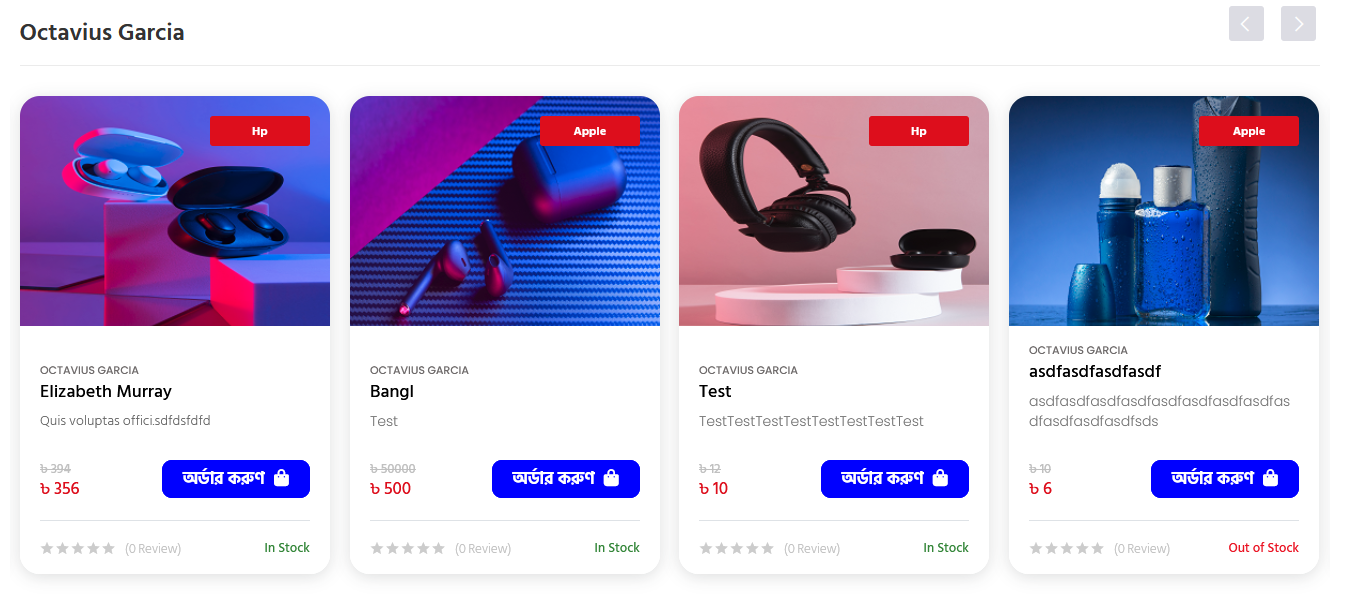 Octavius Garcia
Hp
OCTAVIUS GARCIA
Elizabeth Murray
Quis voluptas offici.sdfdsfdfd
৳ 394
৳ 356
অর্ডার করুণ
(0 Review)
In Stock
Apple
OCTAVIUS GARCIA
Bangl
Test
৳ 50000
৳ 500
অর্ডার করুণ
(0 Review)
In Stock
Hp
OCTAVIUS GARCIA
Test
TestTestTestTestTestTestTestTest
৳ 12
৳ 10
অর্ডার করুণ
(0 Review)
In Stock
Apple
OCTAVIUS GARCIA
asdfasdfasdfasdf
asdfasdfasdfasdfasdfasdfasdfasdfas
dfasdfasdfasdfsds
৳ 10
৳ 6
অর্ডার করুণ
(0 Review)
Out of Stock